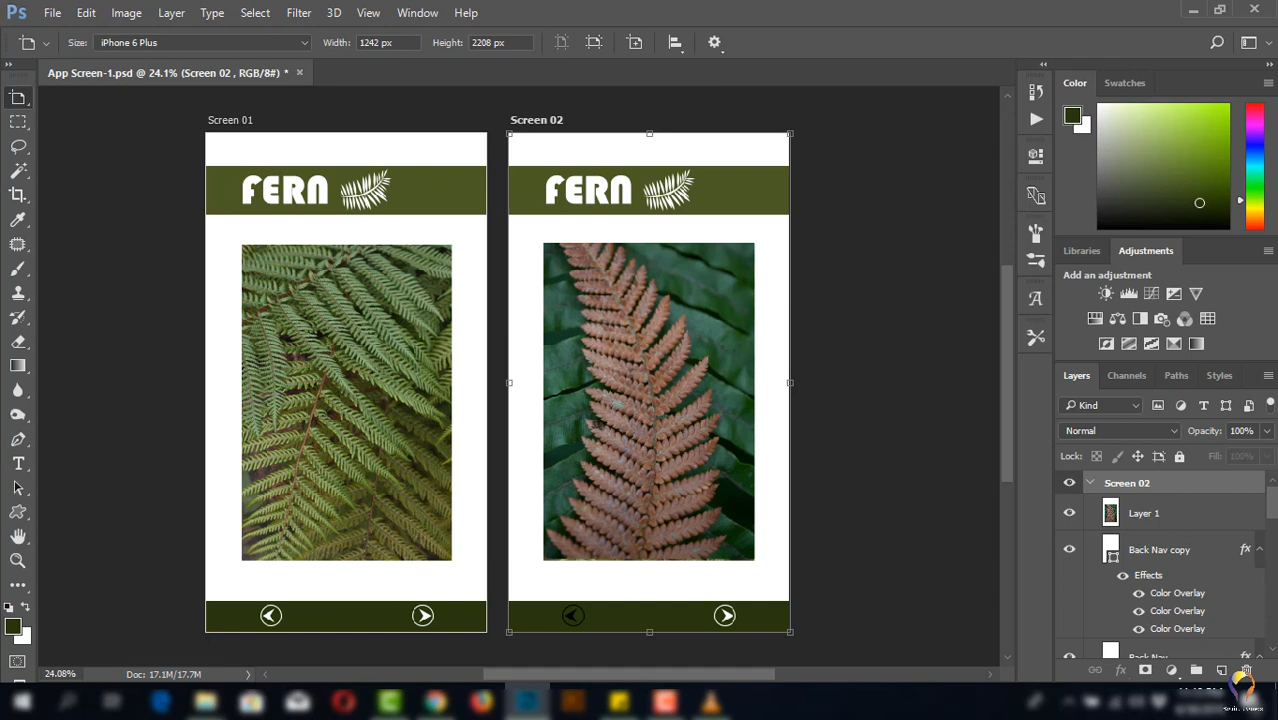 Ps File Edit Image Layer Type Select Filter 3D View Window Help
Size: iPhone 6 Plus Width: 1242 px Height: 2208 px
App Screen-1.psd @ 24.1% (Screen 02 , RGB/8#) *
Screen 01
Screen 02
FERN
FERN
Color Swatches
Libraries Adjustments
Add an adjustment
Layers Channels Paths Styles
Kind
Normal Opacity: 100%
Lock: Fill: 100%
Screen 02
Layer 1
Back Nav copy fx
Effects
Color Overlay
Color Overlay
Color Overlay
Back Nav fx
24.08% Doc: 17.1M/17.7M